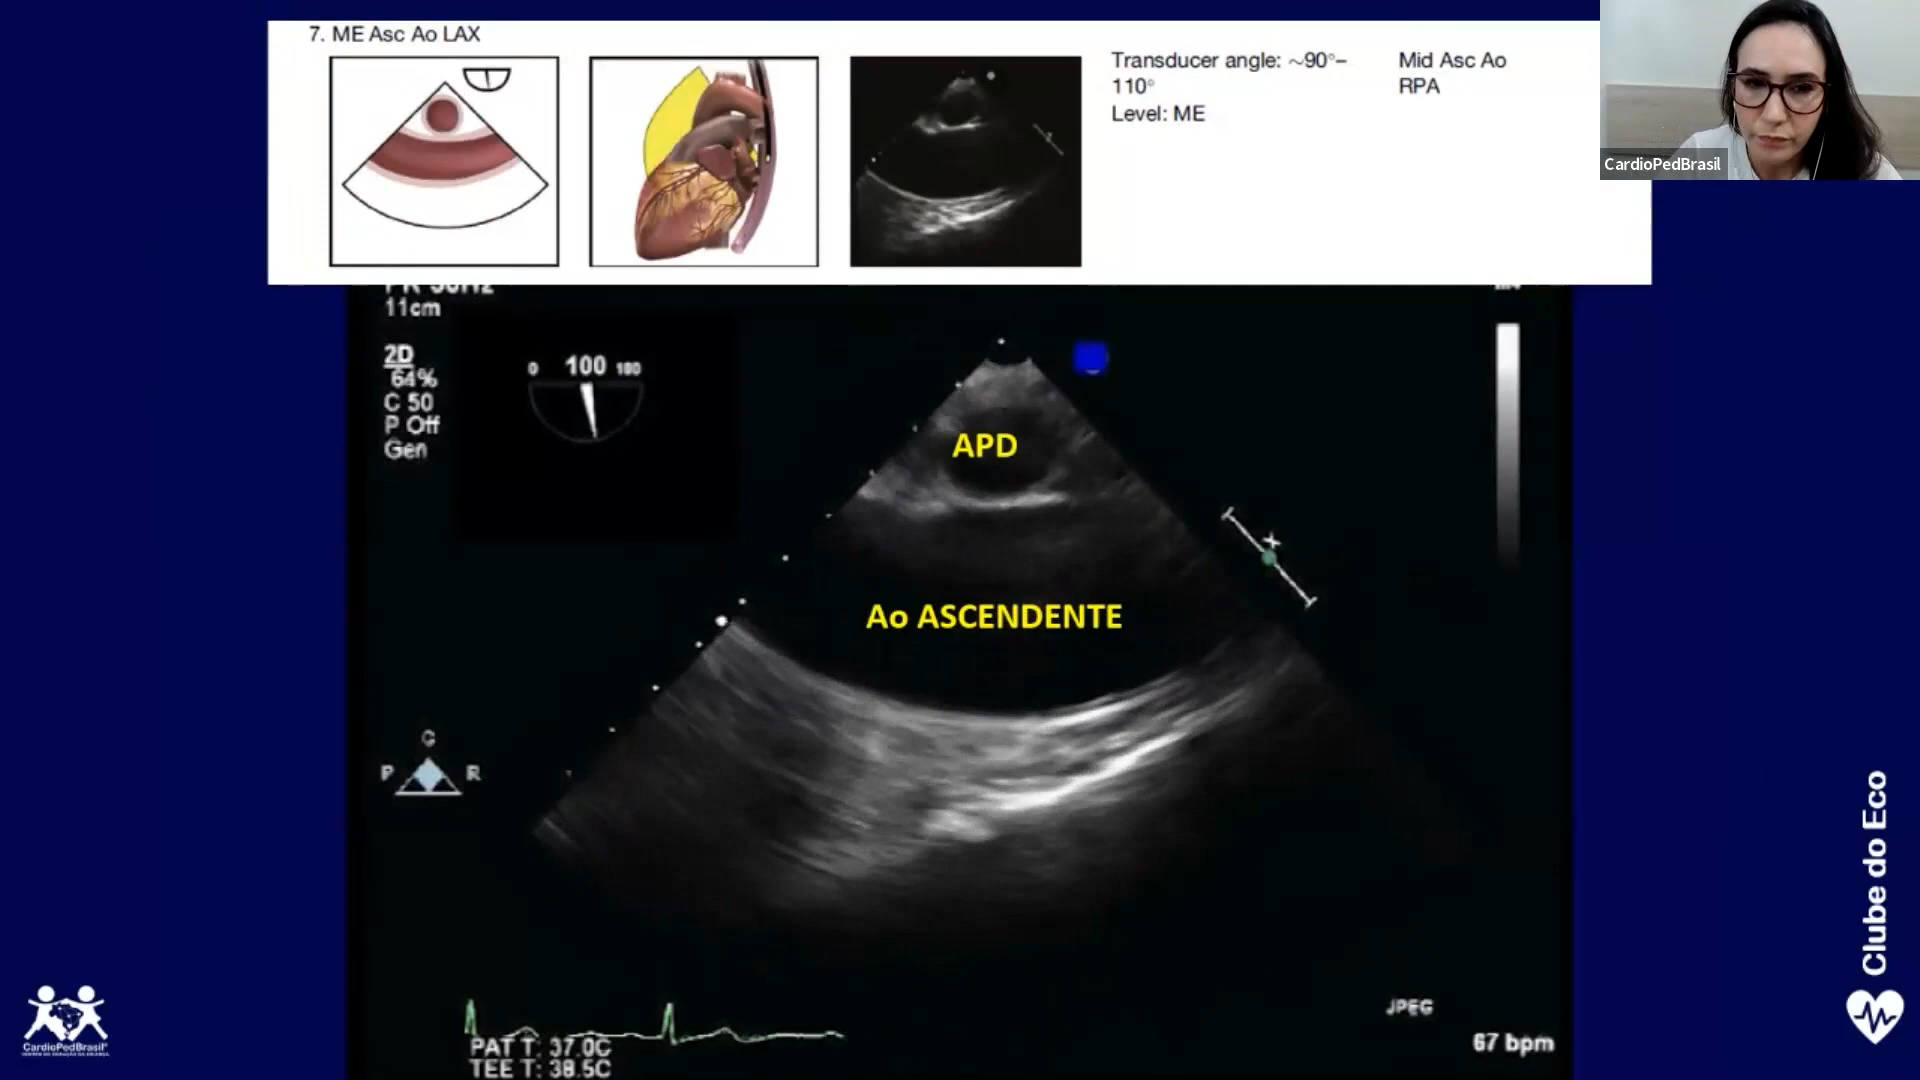 7. ME Asc Ao LAX
Transducer angle: ~90°–
110°
Level: ME
Mid Asc Ao
RPA
CardioPedBrasil
11cm
2D
64%
C 50
P Off
Gen
0 100 180
APD
Ao ASCENDENTE
G
P R
JPEG
67 bpm
PAT T: 37.0C
TEE T: 38.5C
Clube do Eco
CardioPedBrasil®